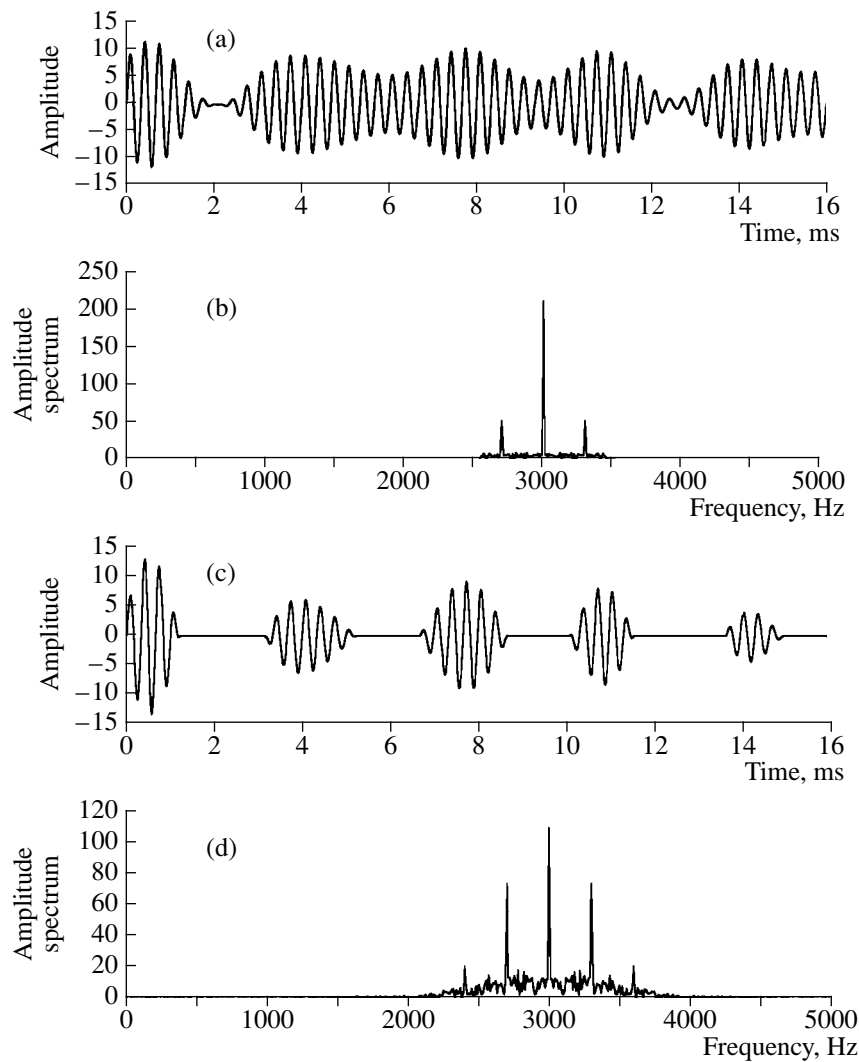 15
(a)
10
5
0
−5
−10
−15
Amplitude
0 2 4 6 8 10 12 14 16
Time, ms
250
(b)
200
150
100
50
0
Amplitude
spectrum
0 1000 2000 3000 4000 5000
Frequency, Hz
15
(c)
10
5
0
−5
−10
−15
Amplitude
0 2 4 6 8 10 12 14 16
Time, ms
120
100
(d)
80
60
40
20
0
Amplitude
spectrum
0 1000 2000 3000 4000 5000
Frequency, Hz